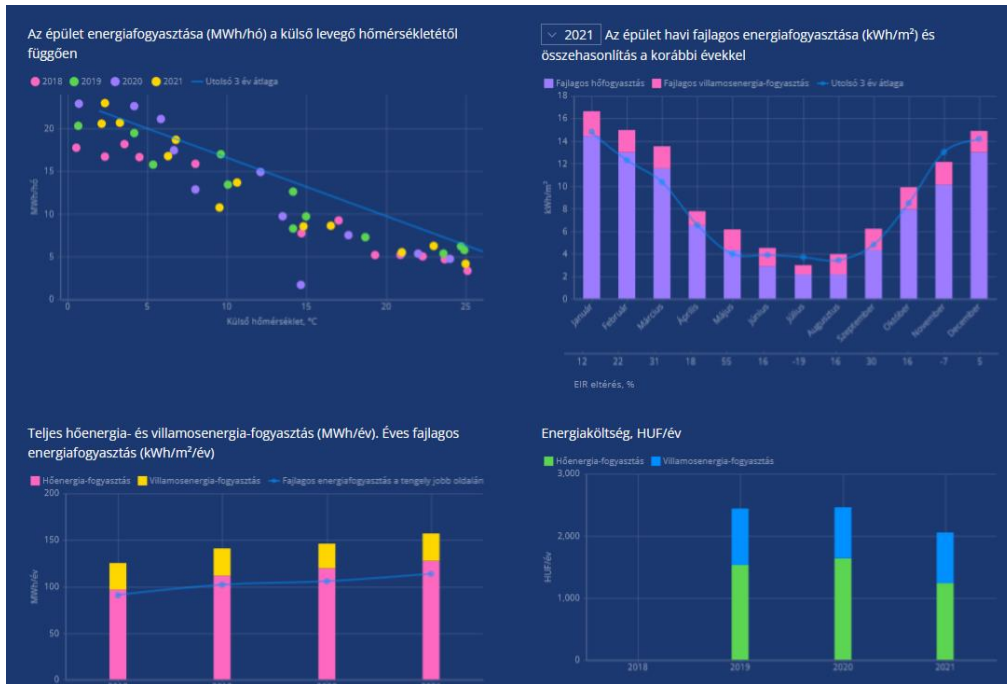 Az épület energiafogyasztása (MWh/hó) a külső levegő hőmérsékletétől
függően
2018 2019 2020 2021 Utolsó 3 év átlaga
MWh/hó
20
15
10
5
0
0 5 10 15 20 25
Külső hőmérséklet, °C
2021 Az épület havi fajlagos energiafogyasztása (kWh/m²) és
összehasonlítás a korábbi évekkel
Fajlagos hőfogyasztás Fajlagos villamosenergia-fogyasztás Utolsó 3 év átlaga
kWh/m²
18
16
14
12
10
8
6
4
2
0
Január Február Március Április Május Június Július Augusztus Szeptember Október November December
12 22 31 18 55 16 -19 16 30 16 -7 5
EIR eltérés, %
Teljes hőenergia- és villamosenergia-fogyasztás (MWh/év). Éves fajlagos
energiafogyasztás (kWh/m²/év)
Hőenergia-fogyasztás Villamosenergia-fogyasztás Fajlagos energiafogyasztás a tengely jobb oldalán
MWh/év
200
150
100
50
0
Energiaköltség, HUF/év
Hőenergia-fogyasztás Villamosenergia-fogyasztás
HUF/év
3,000
2,000
1,000
0
2018 2019 2020 2021